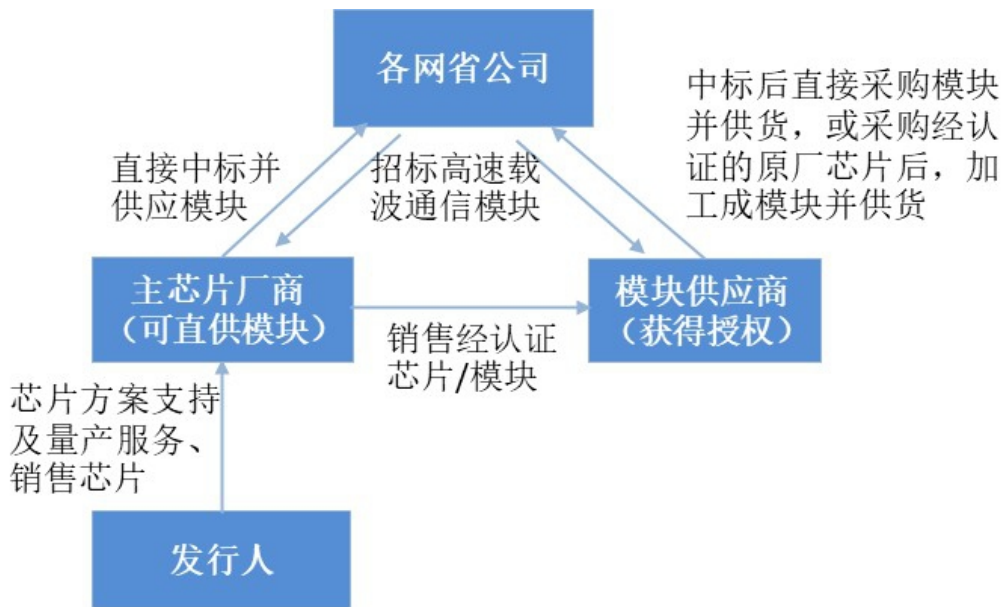 各网省公司
中标后直接采购模块
并供货，或采购经认
证的原厂芯片后，加
工成模块并供货
直接中标并
供应模块
招标高速载
波通信模块
主芯片厂商
（可直供模块）
模块供应商
（获得授权）
销售经认证
芯片/模块
芯片方案支持
及量产服务、
销售芯片
发行人